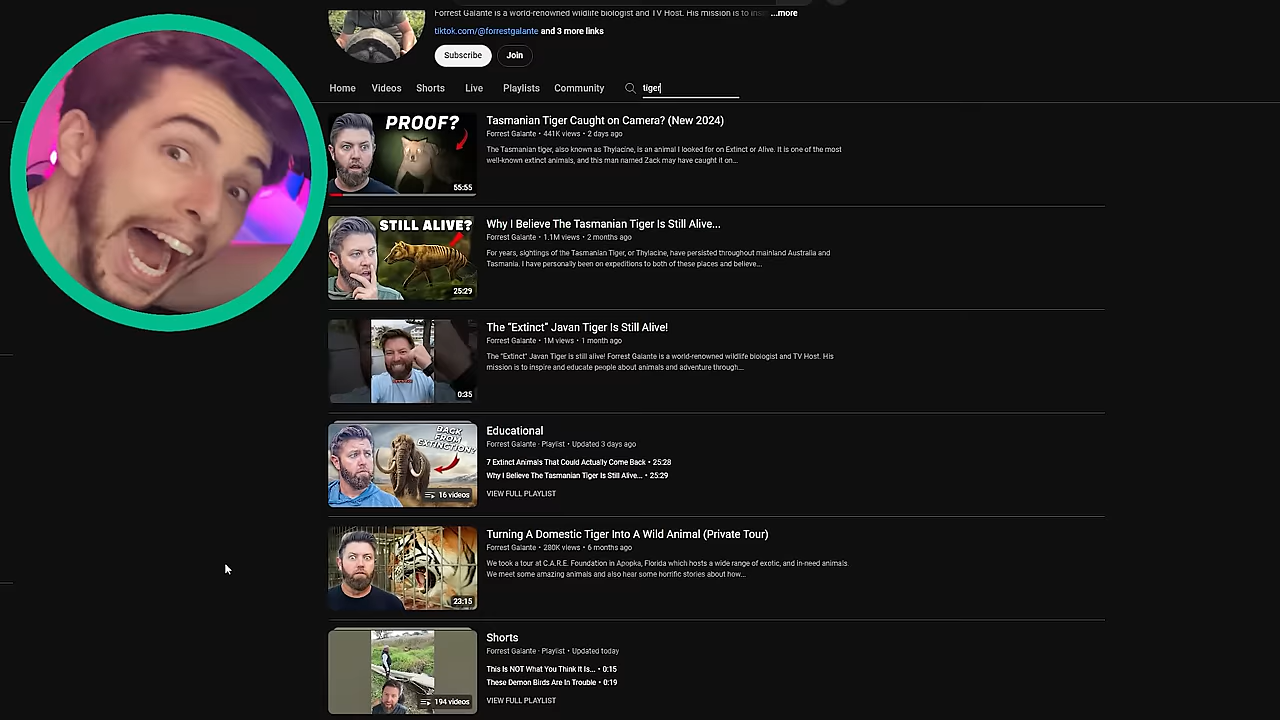 Forrest Galante is a world-renowned wildlife biologist and TV Host. His mission is to ...more
tiktok.com/@forrestgalante and 3 more links
Subscribe
Join
Home
Videos
Shorts
Live
Playlists
Community
tiger
PROOF?
55:55
Tasmanian Tiger Caught on Camera? (New 2024)
Forrest Galante • 441K views • 2 days ago
The Tasmanian tiger, also known as Thylacine, is an animal I looked for on Extinct or Alive. It is one of the most
well-known extinct animals, and this man named Zack may have caught it on...
STILL ALIVE?
25:29
Why I Believe The Tasmanian Tiger Is Still Alive...
Forrest Galante • 1.1M views • 2 months ago
For years, sightings of the Tasmanian Tiger, or Thylacine, have persisted throughout mainland Australia and
Tasmania. I have personally been on expeditions to both of these places and believe...
0:35
The "Extinct" Javan Tiger Is Still Alive!
Forrest Galante • 1M views • 1 month ago
The "Extinct" Javan Tiger is still alive! Forrest Galante is a world-renowned wildlife biologist and TV Host. His
mission is to inspire and educate people about animals and adventure through...
BACK
FROM
EXTINCTION?
16 videos
Educational
Forrest Galante · Playlist • Updated 3 days ago
7 Extinct Animals That Could Actually Come Back • 25:28
Why I Believe The Tasmanian Tiger Is Still Alive... • 25:29
VIEW FULL PLAYLIST
23:15
Turning A Domestic Tiger Into A Wild Animal (Private Tour)
Forrest Galante • 280K views • 6 months ago
We took a tour at C.A.R.E. Foundation in Apopka, Florida which hosts a wide range of exotic, and in-need animals.
We meet some amazing animals and also hear some horrific stories about how...
194 videos
Shorts
Forrest Galante · Playlist • Updated today
This Is NOT What You Think It Is... • 0:15
These Demon Birds Are In Trouble • 0:19
VIEW FULL PLAYLIST